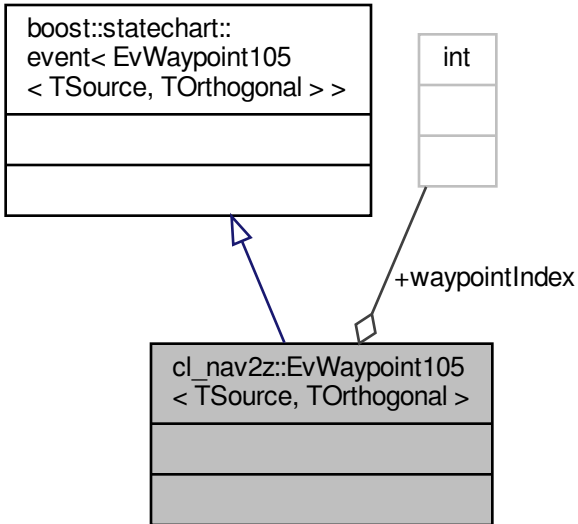 boost::statechart::
event< EvWaypoint105
< TSource, TOrthogonal > >
int
+waypointIndex
cl_nav2z::EvWaypoint105
< TSource, TOrthogonal >